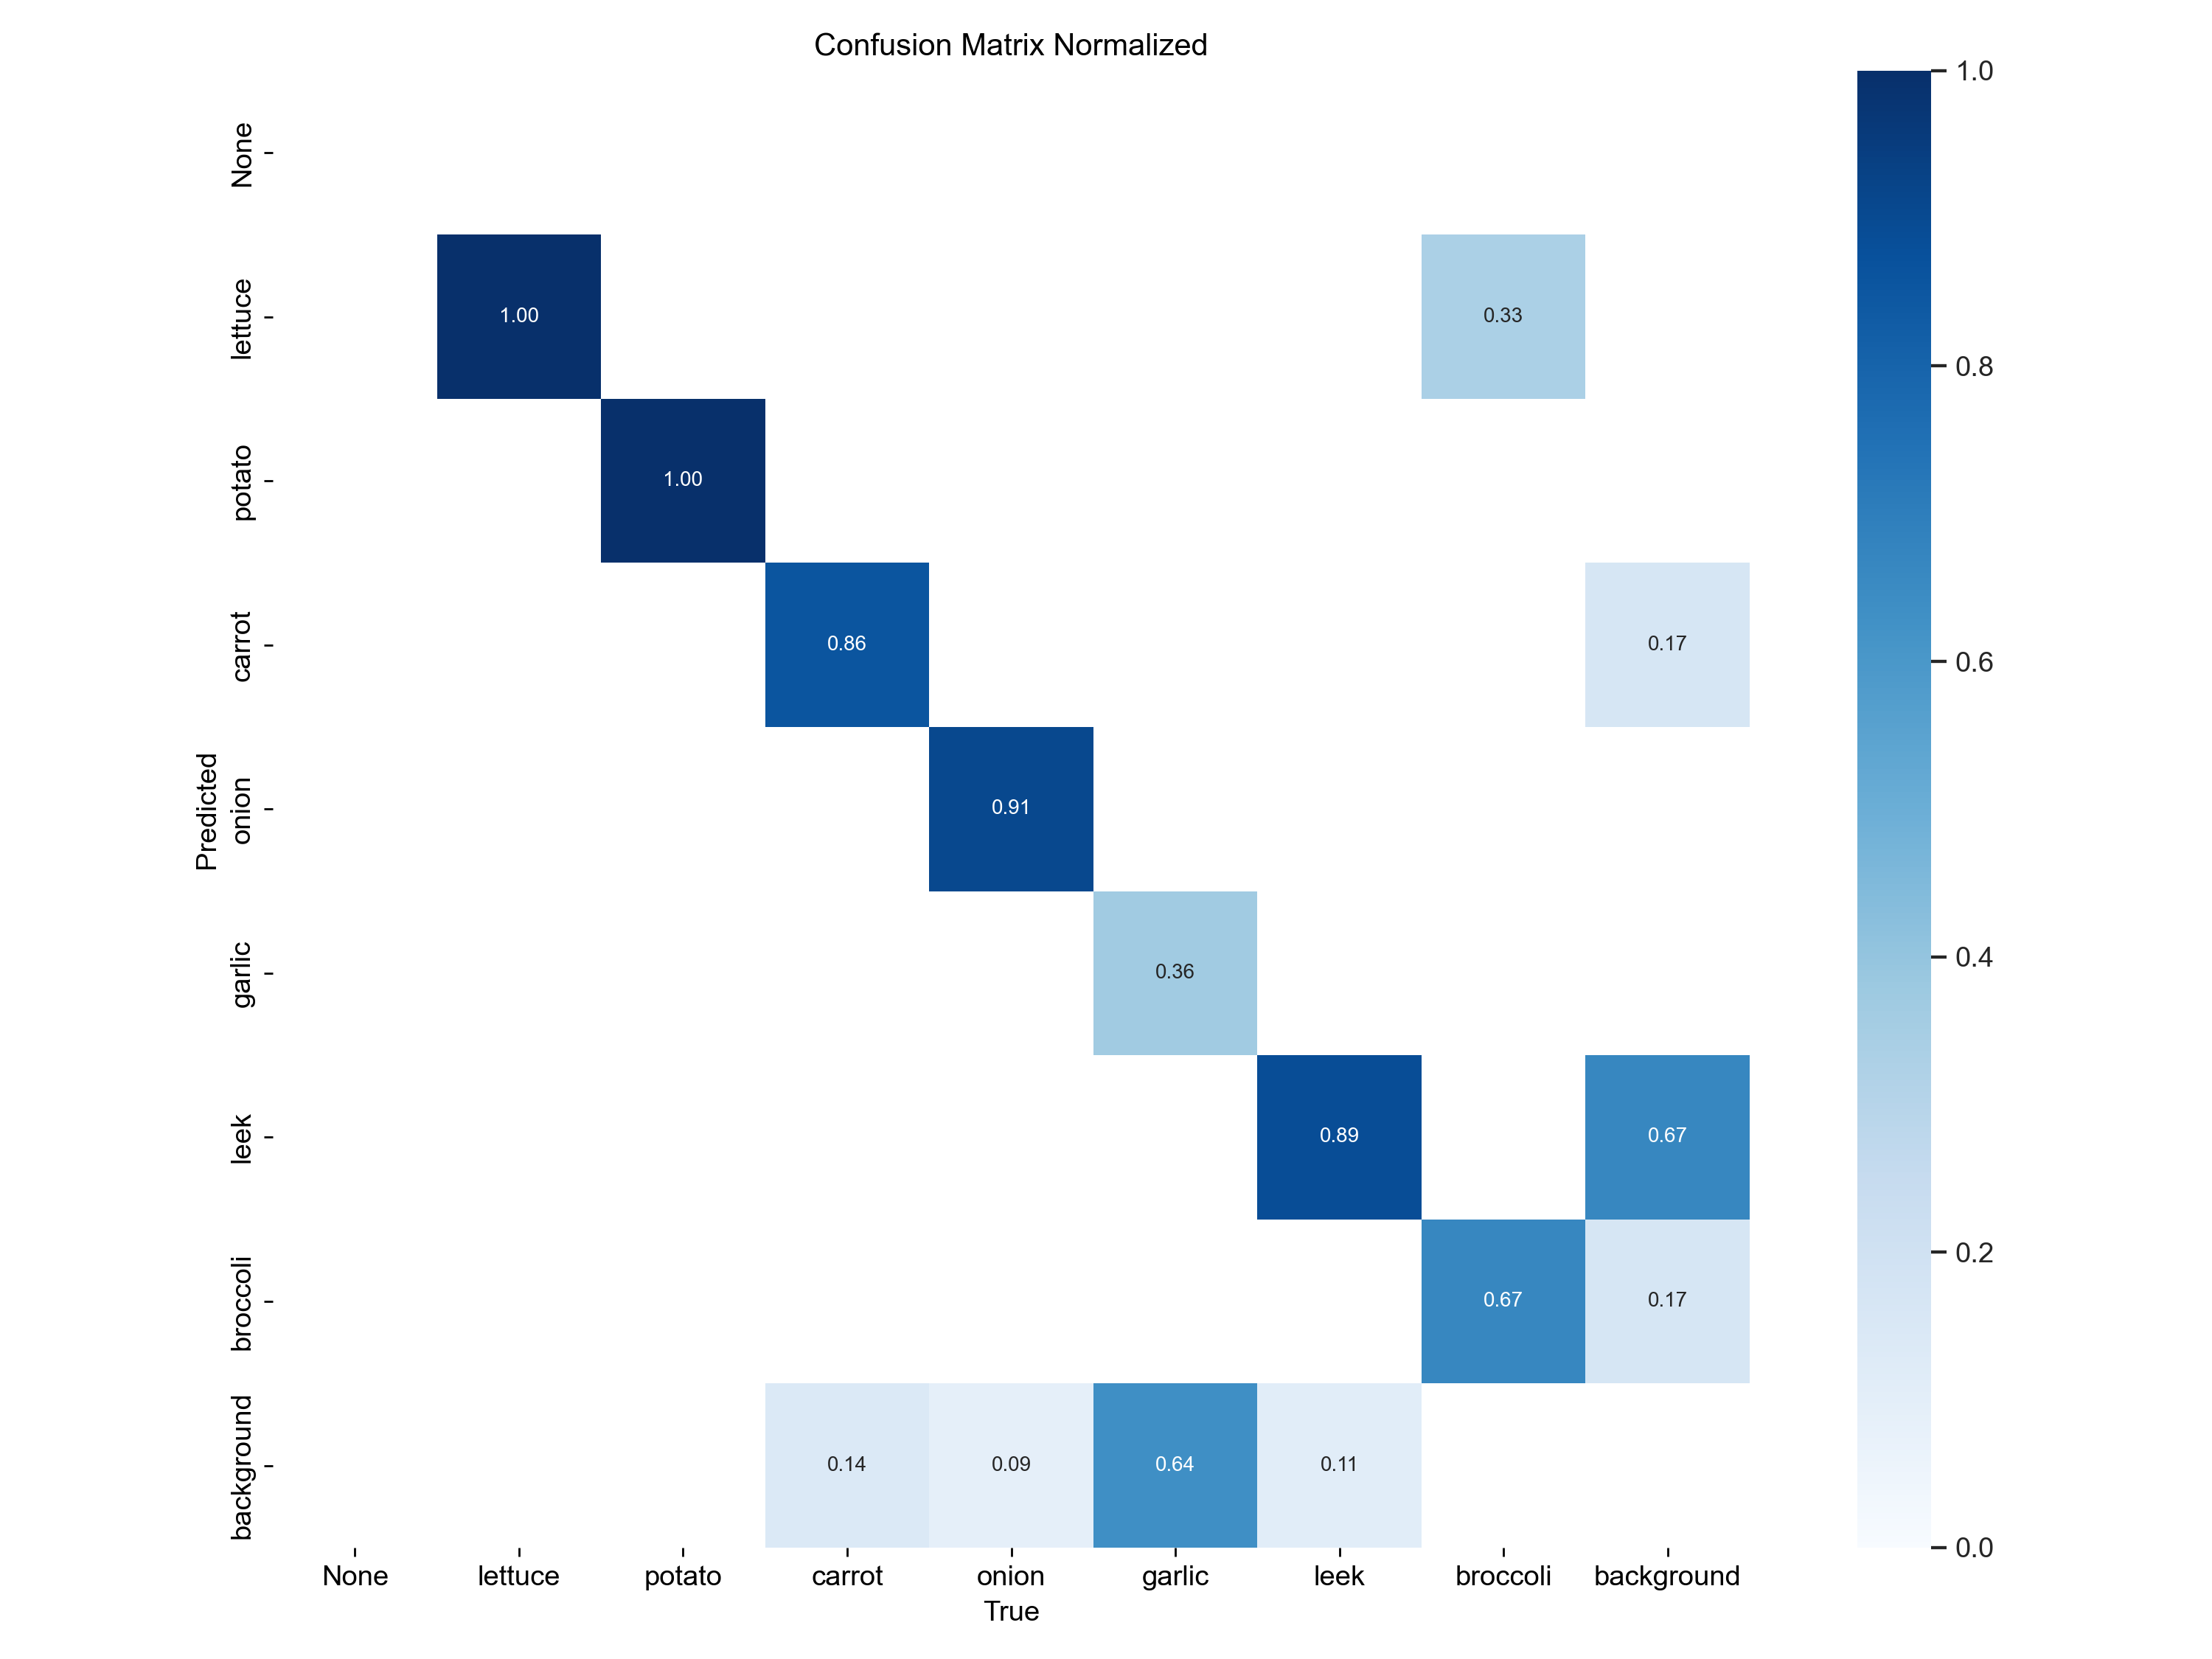 Confusion Matrix Normalized
None
lettuce
potato
carrot
onion
garlic
leek
broccoli
background
Predicted
1.00
0.33
1.00
0.86
0.17
0.91
0.36
0.89
0.67
0.67
0.17
0.14
0.09
0.64
0.11
None
lettuce
potato
carrot
onion
garlic
leek
broccoli
background
True
1.0
0.8
0.6
0.4
0.2
0.0